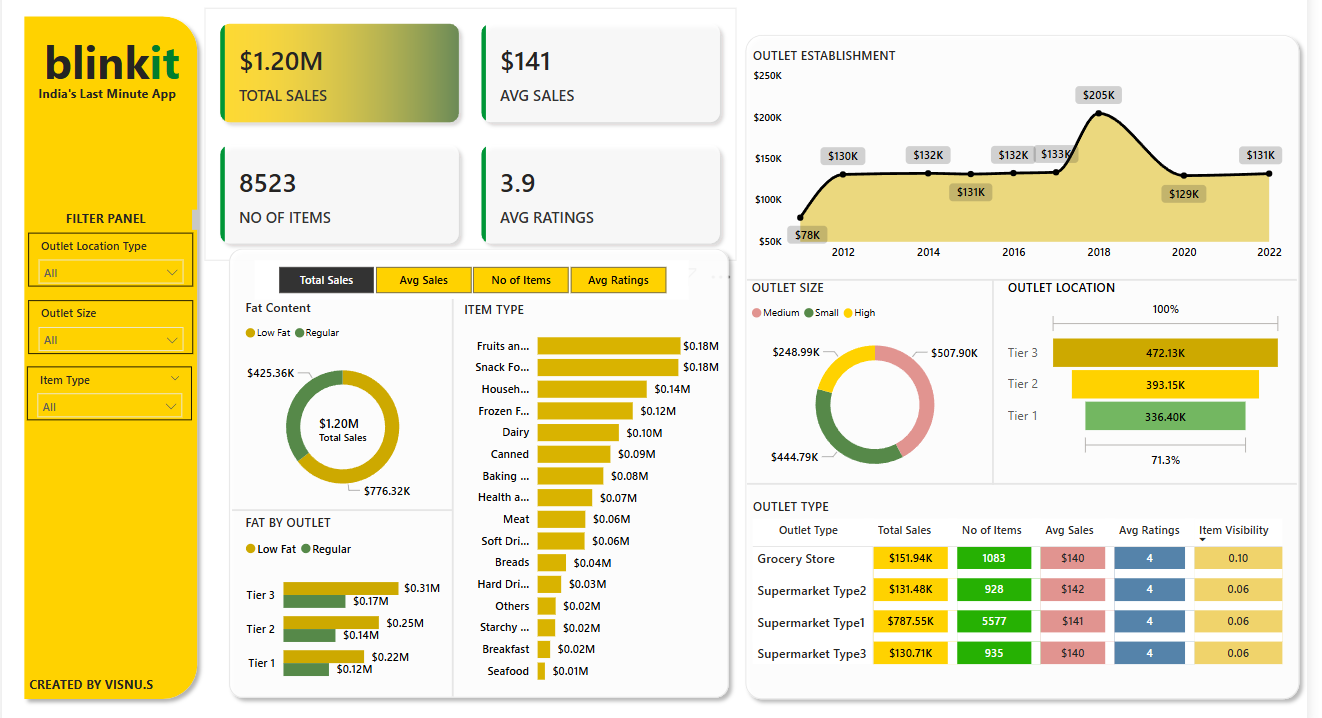 blinkit
India's Last Minute App
FILTER PANEL
Outlet Location Type
All
Outlet Size
All
Item Type
All
CREATED BY VISNU.S
$1.20M
TOTAL SALES
$141
AVG SALES
8523
NO OF ITEMS
3.9
AVG RATINGS
Total Sales Avg Sales No of Items Avg Ratings
Fat Content
Low Fat Regular
$425.36K
$1.20M
Total Sales
$776.32K
FAT BY OUTLET
Low Fat Regular
Tier 3 $0.31M
$0.17M
Tier 2 $0.25M
$0.14M
Tier 1 $0.22M
$0.12M
ITEM TYPE
Fruits an... $0.18M
Snack Fo... $0.18M
Househ... $0.14M
Frozen F... $0.12M
Dairy $0.10M
Canned $0.09M
Baking ... $0.08M
Health a... $0.07M
Meat $0.06M
Soft Dri... $0.06M
Breads $0.04M
Hard Dri... $0.03M
Others $0.02M
Starchy ... $0.02M
Breakfast $0.02M
Seafood $0.01M
OUTLET ESTABLISHMENT
$250K
$200K
$150K
$100K
$50K
$78K
$130K
$132K
$131K
$132K
$133K
$205K
$129K
$131K
2012 2014 2016 2018 2020 2022
OUTLET SIZE
Medium Small High
$248.99K
$507.90K
$444.79K
OUTLET LOCATION
100%
Tier 3 472.13K
Tier 2 393.15K
Tier 1 336.40K
71.3%
OUTLET TYPE
Outlet Type Total Sales No of Items Avg Sales Avg Ratings Item Visibility
Grocery Store $151.94K 1083 $140 4 0.10
Supermarket Type2 $131.48K 928 $142 4 0.06
Supermarket Type1 $787.55K 5577 $141 4 0.06
Supermarket Type3 $130.71K 935 $140 4 0.06